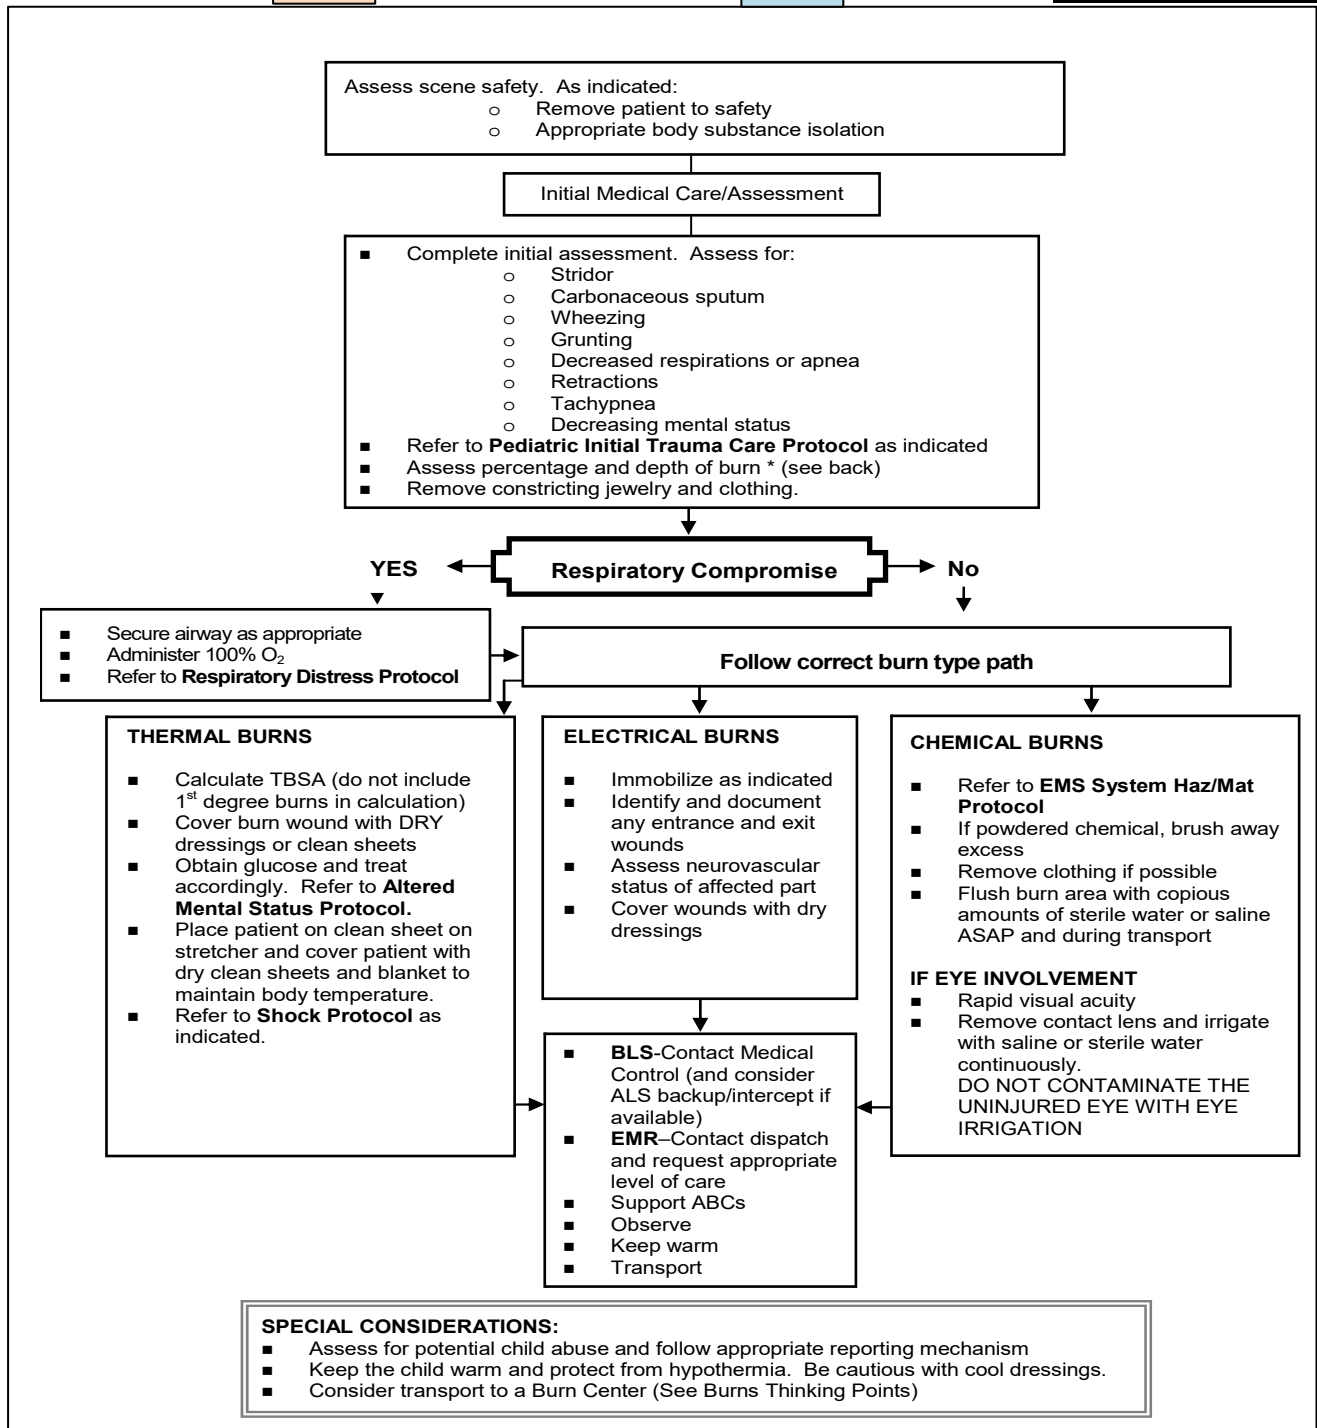 Assess scene safety.  As indicated:
o Remove patient to safety
o Appropriate body substance isolation
Initial Medical Care/Assessment
■ Complete initial assessment.  Assess for:
o Stridor
o Carbonaceous sputum
o Wheezing
o Grunting
o Decreased respirations or apnea
o Retractions
o Tachypnea
o Decreasing mental status
■ Refer to Pediatric Initial Trauma Care Protocol as indicated
■ Assess percentage and depth of burn * (see back)
■ Remove constricting jewelry and clothing.
YES
Respiratory Compromise
No
■ Secure airway as appropriate
■ Administer 100% O₂
■ Refer to Respiratory Distress Protocol
Follow correct burn type path
THERMAL BURNS
■ Calculate TBSA (do not include
1st degree burns in calculation)
■ Cover burn wound with DRY
dressings or clean sheets
■ Obtain glucose and treat
accordingly.  Refer to Altered
Mental Status Protocol.
■ Place patient on clean sheet on
stretcher and cover patient with
dry clean sheets and blanket to
maintain body temperature.
■ Refer to Shock Protocol as
indicated.
ELECTRICAL BURNS
■ Immobilize as indicated
■ Identify and document
any entrance and exit
wounds
■ Assess neurovascular
status of affected part
■ Cover wounds with dry
dressings
CHEMICAL BURNS
■ Refer to EMS System Haz/Mat
Protocol
■ If powdered chemical, brush away
excess
■ Remove clothing if possible
■ Flush burn area with copious
amounts of sterile water or saline
ASAP and during transport
IF EYE INVOLVEMENT
■ Rapid visual acuity
■ Remove contact lens and irrigate
with saline or sterile water
continuously.
DO NOT CONTAMINATE THE
UNINJURED EYE WITH EYE
IRRIGATION
■ BLS-Contact Medical
Control (and consider
ALS backup/intercept if
available)
■ EMR–Contact dispatch
and request appropriate
level of care
■ Support ABCs
■ Observe
■ Keep warm
■ Transport
SPECIAL CONSIDERATIONS:
■ Assess for potential child abuse and follow appropriate reporting mechanism
■ Keep the child warm and protect from hypothermia.  Be cautious with cool dressings.
■ Consider transport to a Burn Center (See Burns Thinking Points)